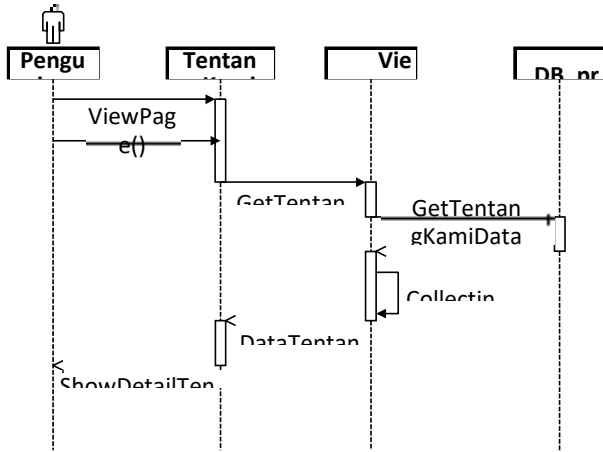 Pengu
Tentan
Vie
DB_pr
ViewPag
e()
GetTentan
GetTentan
gKamiData
Collectin
DataTentan
ShowDetailTen